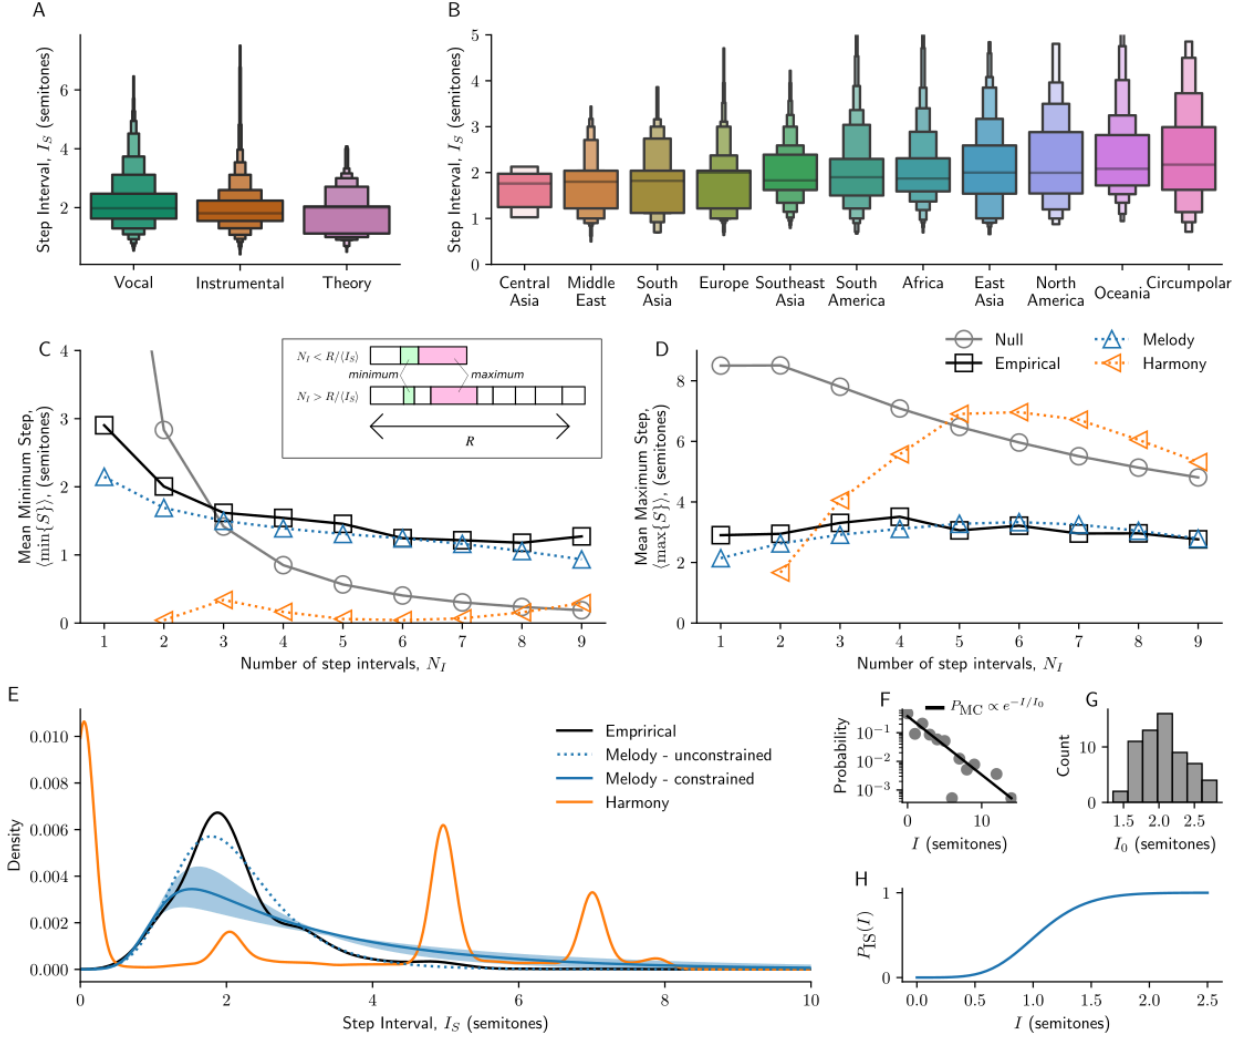 A
Step Interval, I_S (semitones)
6
4
2
Vocal
Instrumental
Theory
B
Step Interval, I_S (semitones)
5
4
3
2
1
0
Central
Asia
Middle
East
South
Asia
Europe
Southeast
Asia
South
America
Africa
East
Asia
North
America
Oceania
Circumpolar
C
Mean Minimum Step,
⟨min{S}⟩, (semitones)
4
3
2
1
0
N_I < R/⟨I_S⟩
minimum
maximum
N_I > R/⟨I_S⟩
R
1 2 3 4 5 6 7 8 9
Number of step intervals, N_I
D
Null
Empirical
Melody
Harmony
Mean Maximum Step,
⟨max{S}⟩, (semitones)
8
6
4
2
0
1 2 3 4 5 6 7 8 9
Number of step intervals, N_I
E
Density
0.010
0.008
0.006
0.004
0.002
0.000
Empirical
Melody - unconstrained
Melody - constrained
Harmony
0 2 4 6 8 10
Step Interval, I_S (semitones)
F
P_MC ∝ e^{-I/I_0}
Probability
10^{-1}
10^{-2}
10^{-3}
0 10
I (semitones)
G
Count
10
0
1.5 2.0 2.5
I_0 (semitones)
H
P_IS(I)
1
0
0.0 0.5 1.0 1.5 2.0 2.5
I (semitones)